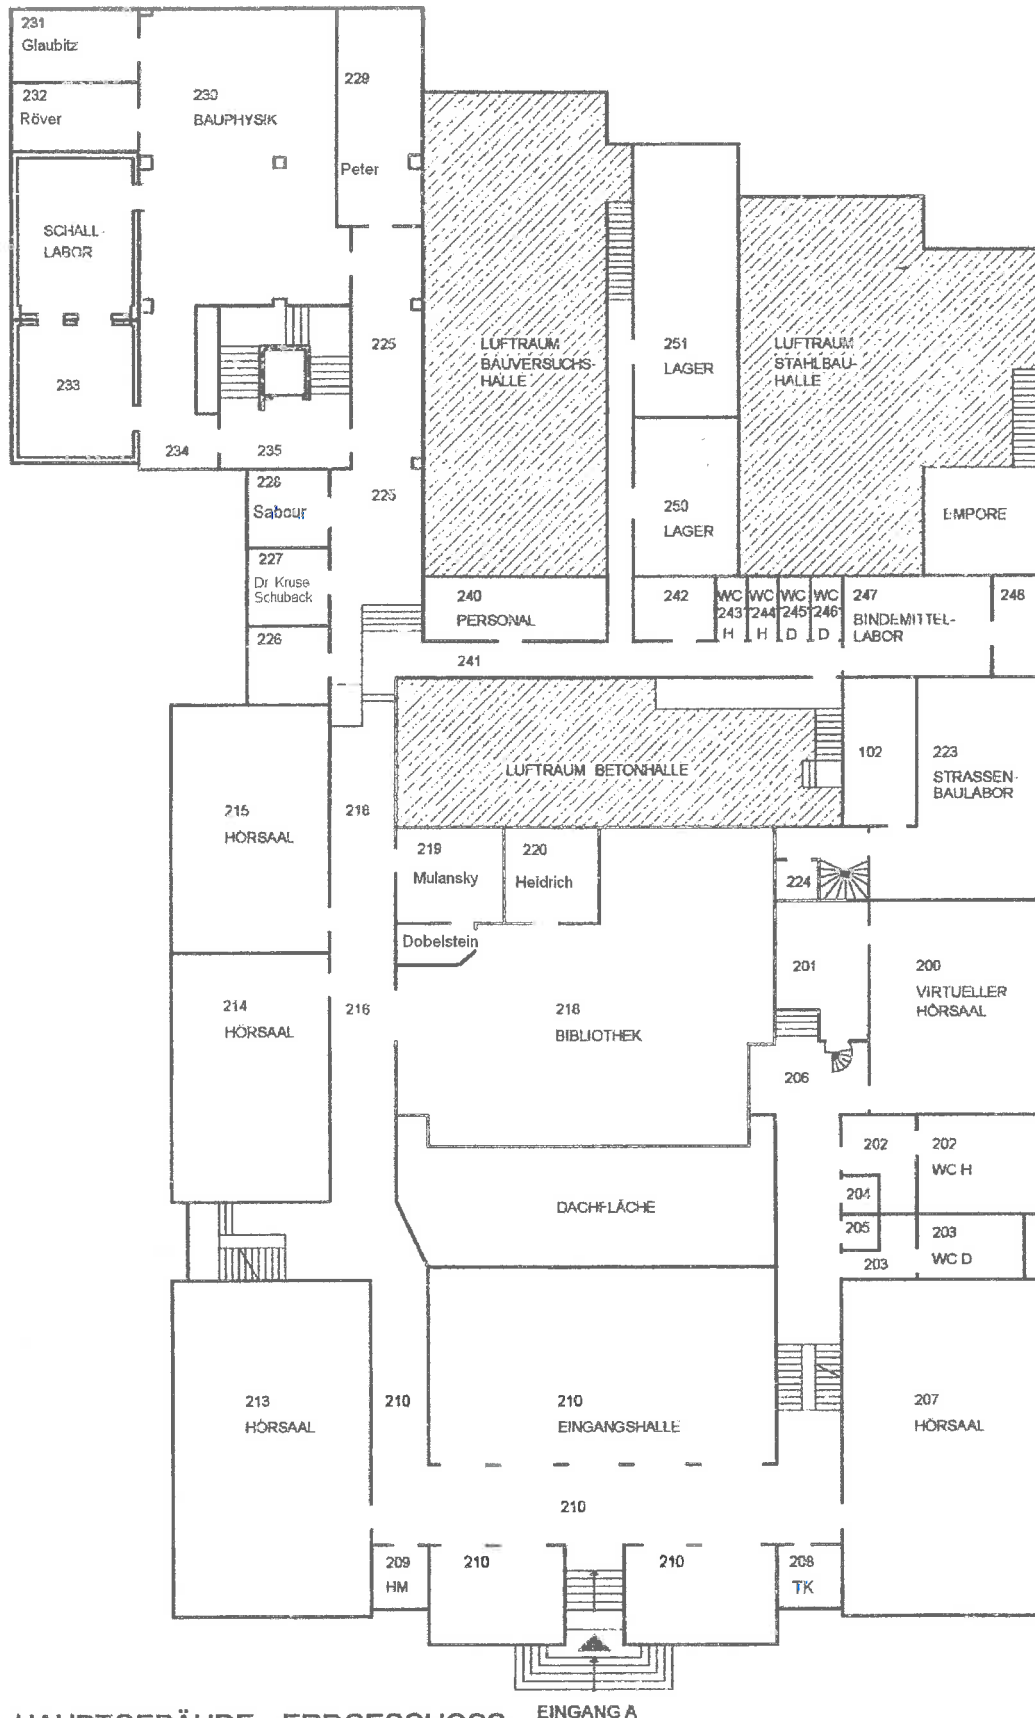 231
Glaubitz
232
Röver
230
BAUPHYSIK
229
Peter
SCHALL-
LABOR
233
234
235
225
225
228
Sabour
227
Dr Kruse
Schuback
226
LUFTRAUM
BAUVERSUCHS-
HALLE
251
LAGER
250
LAGER
LUFTRAUM
STAHLBAU-
HALLE
EMPORE
240
PERSONAL
242
WC
243
H
WC
244
H
WC
245
D
WC
246
D
247
BINDEMITTEL-
LABOR
248
241
LUFTRAUM BETONHALLE
102
223
STRASSEN-
BAULABOR
215
HÖRSAAL
216
219
Mulansky
220
Heidrich
Dobelstein
224
201
200
VIRTUELLER
HÖRSAAL
214
HÖRSAAL
216
218
BIBLIOTHEK
206
202
202
WC H
204
205
203
203
WC D
DACHFLÄCHE
213
HÖRSAAL
210
210
EINGANGSHALLE
207
HÖRSAAL
210
209
HM
210
210
208
TK
EINGANG A
HAUPTGEBÄUDE ERDGESCHOSS